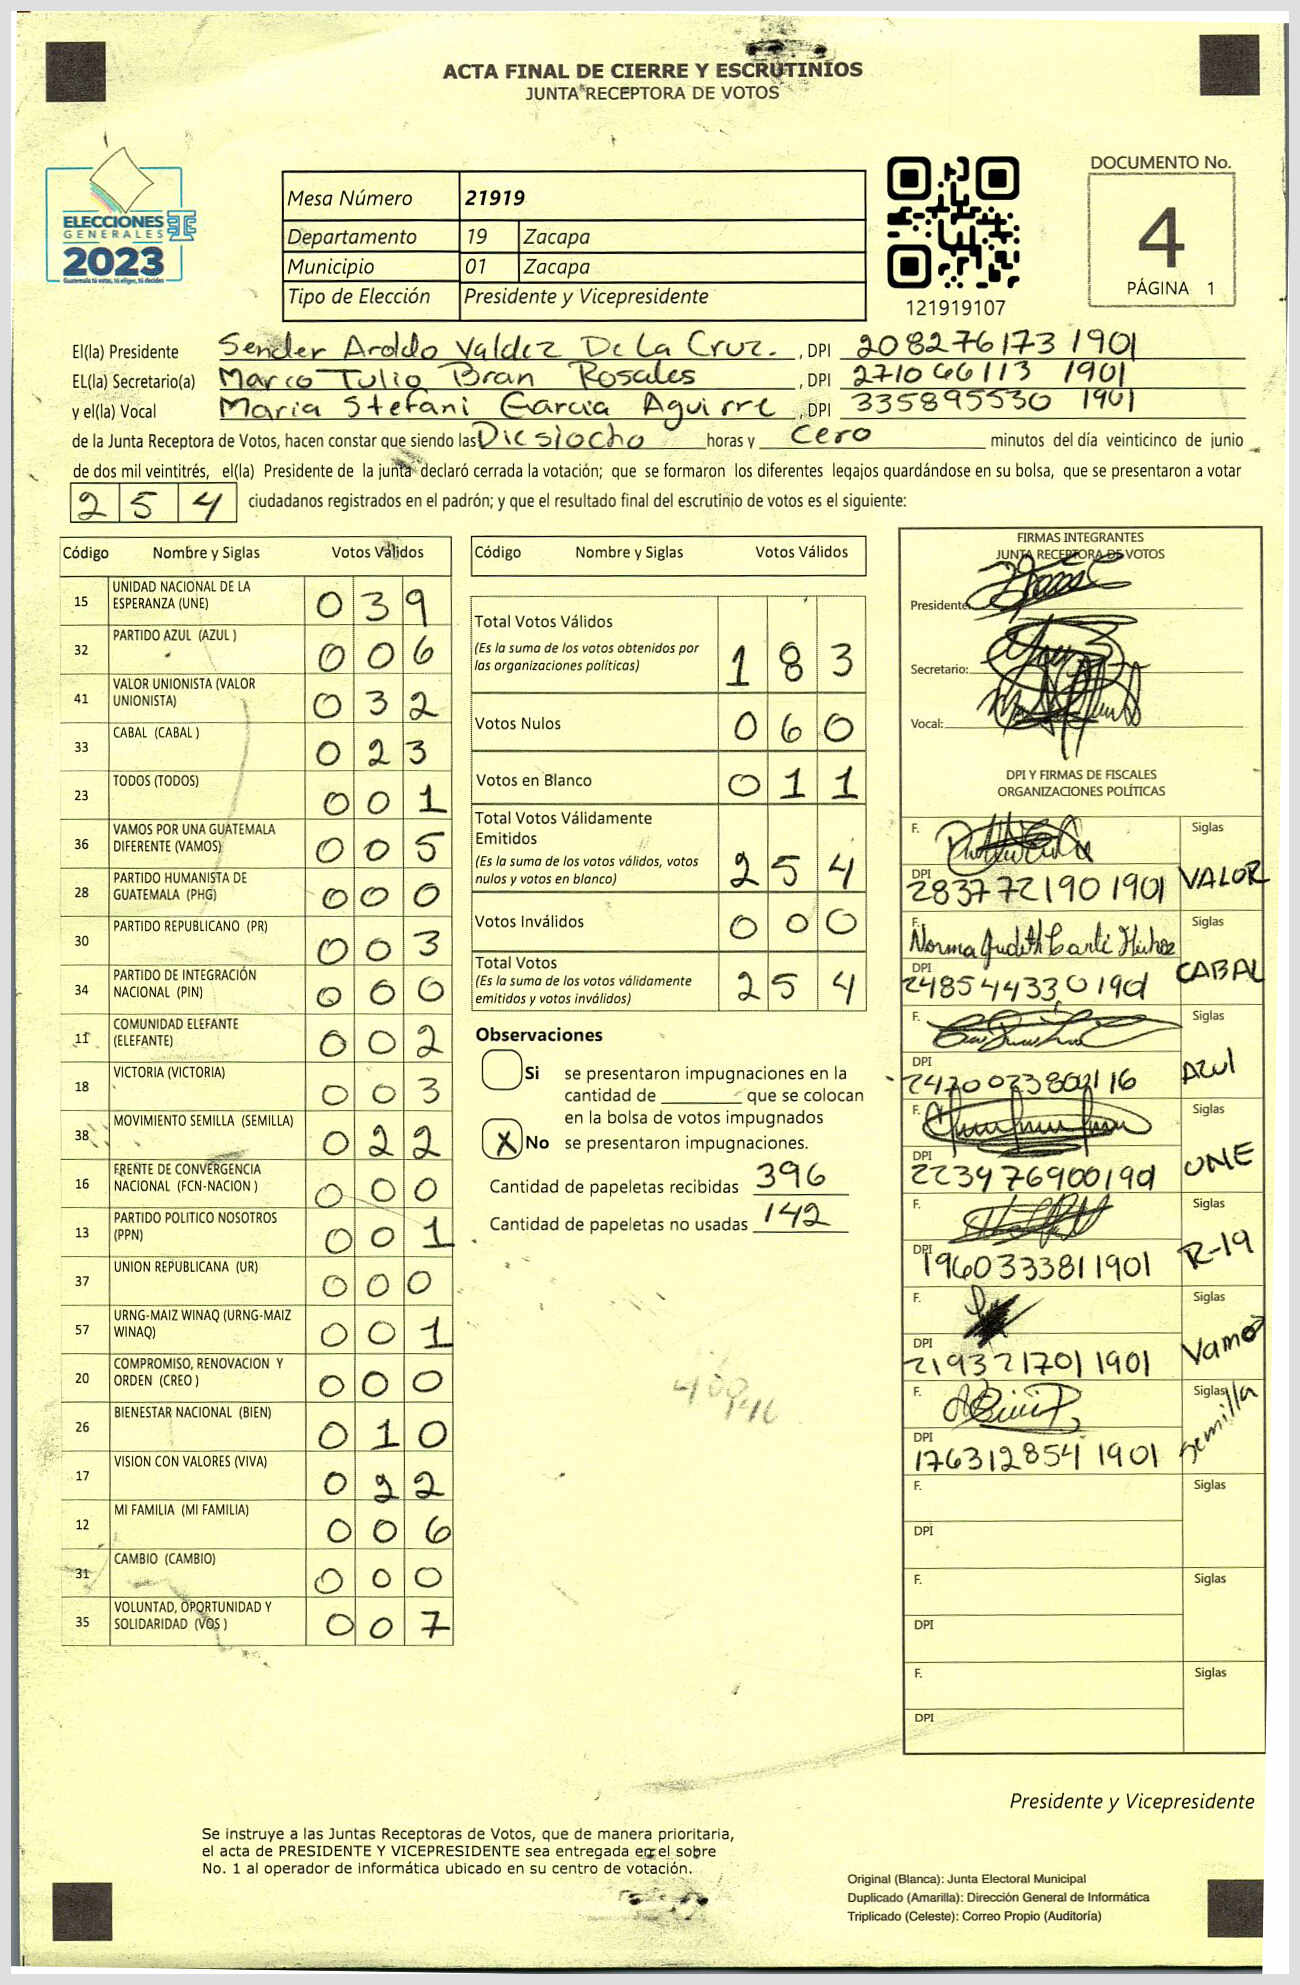 ACTA FINAL DE CIERRE Y ESCRUTINIOS
JUNTA RECEPTORA DE VOTOS
ELECCIONES
GENERALES
2023
Guatemala tú votas, tú eliges, tú decides
Mesa Número 21919
Departamento 19 Zacapa
Municipio 01 Zacapa
Tipo de Elección Presidente y Vicepresidente
121919107
DOCUMENTO No.
4
PÁGINA 1
El(la) Presidente Sender Aroldo Valdez De La Cruz. , DPI 208276173 1901
EL(la) Secretario(a) Marco Tulio Bran Rosales , DPI 271066113 1901
y el(la) Vocal Maria Stefani Garcia Aguirre , DPI 335895530 1901
de la Junta Receptora de Votos, hacen constar que siendo las Diesiocho horas y cero minutos del día veinticinco de junio
de dos mil veintitrés, el(la) Presidente de la junta declaró cerrada la votación; que se formaron los diferentes legajos quardándose en su bolsa, que se presentaron a votar
254 ciudadanos registrados en el padrón; y que el resultado final del escrutinio de votos es el siguiente:
Código Nombre y Siglas Votos Válidos
15 UNIDAD NACIONAL DE LA ESPERANZA (UNE) 039
32 PARTIDO AZUL (AZUL ) 006
41 VALOR UNIONISTA (VALOR UNIONISTA) 032
33 CABAL (CABAL ) 023
23 TODOS (TODOS) 001
36 VAMOS POR UNA GUATEMALA DIFERENTE (VAMOS) 005
28 PARTIDO HUMANISTA DE GUATEMALA (PHG) 000
30 PARTIDO REPUBLICANO (PR) 003
34 PARTIDO DE INTEGRACIÓN NACIONAL (PIN) 000
11 COMUNIDAD ELEFANTE (ELEFANTE) 002
18 VICTORIA (VICTORIA) 003
38 MOVIMIENTO SEMILLA (SEMILLA) 022
16 FRENTE DE CONVERGENCIA NACIONAL (FCN-NACION ) 000
13 PARTIDO POLITICO NOSOTROS (PPN) 001
37 UNION REPUBLICANA (UR) 000
57 URNG-MAIZ WINAQ (URNG-MAIZ WINAQ) 001
20 COMPROMISO, RENOVACION Y ORDEN (CREO ) 000
26 BIENESTAR NACIONAL (BIEN) 010
17 VISION CON VALORES (VIVA) 022
12 MI FAMILIA (MI FAMILIA) 006
31 CAMBIO (CAMBIO) 000
35 VOLUNTAD, OPORTUNIDAD Y SOLIDARIDAD (VOS ) 007
Código Nombre y Siglas Votos Válidos
Total Votos Válidos
(Es la suma de los votos obtenidos por
las organizaciones políticas) 183
Votos Nulos 060
Votos en Blanco 011
Total Votos Válidamente
Emitidos
(Es la suma de los votos válidos, votos
nulos y votos en blanco) 254
Votos Inválidos 000
Total Votos
(Es la suma de los votos válidamente
emitidos y votos inválidos) 254
Observaciones
Si se presentaron impugnaciones en la
cantidad de ________ que se colocan
en la bolsa de votos impugnados
X No se presentaron impugnaciones.
Cantidad de papeletas recibidas 396
Cantidad de papeletas no usadas 142
FIRMAS INTEGRANTES
JUNTA RECEPTORA DE VOTOS
Presidente:
Secretario:
Vocal:
DPI Y FIRMAS DE FISCALES
ORGANIZACIONES POLÍTICAS
F. Siglas
DPI 283772190 1901 VALOR
F. Norma Judith Siglas
DPI 2485443301901 CABAL
F. Siglas
DPI Azul
F. Siglas
DPI 2239769001901 UNE
F. Siglas
DPI 1960333811901 R-19
F. Siglas
DPI 219321701 1901 Vamos
F. Siglas
DPI 176312854 1901 Semilla
F. Siglas
DPI
F. Siglas
DPI
F. Siglas
DPI
Presidente y Vicepresidente
Se instruye a las Juntas Receptoras de Votos, que de manera prioritaria,
el acta de PRESIDENTE Y VICEPRESIDENTE sea entregada en el sobre
No. 1 al operador de informática ubicado en su centro de votación.
Original (Blanca): Junta Electoral Municipal
Duplicado (Amarilla): Dirección General de Informática
Triplicado (Celeste): Correo Propio (Auditoría)